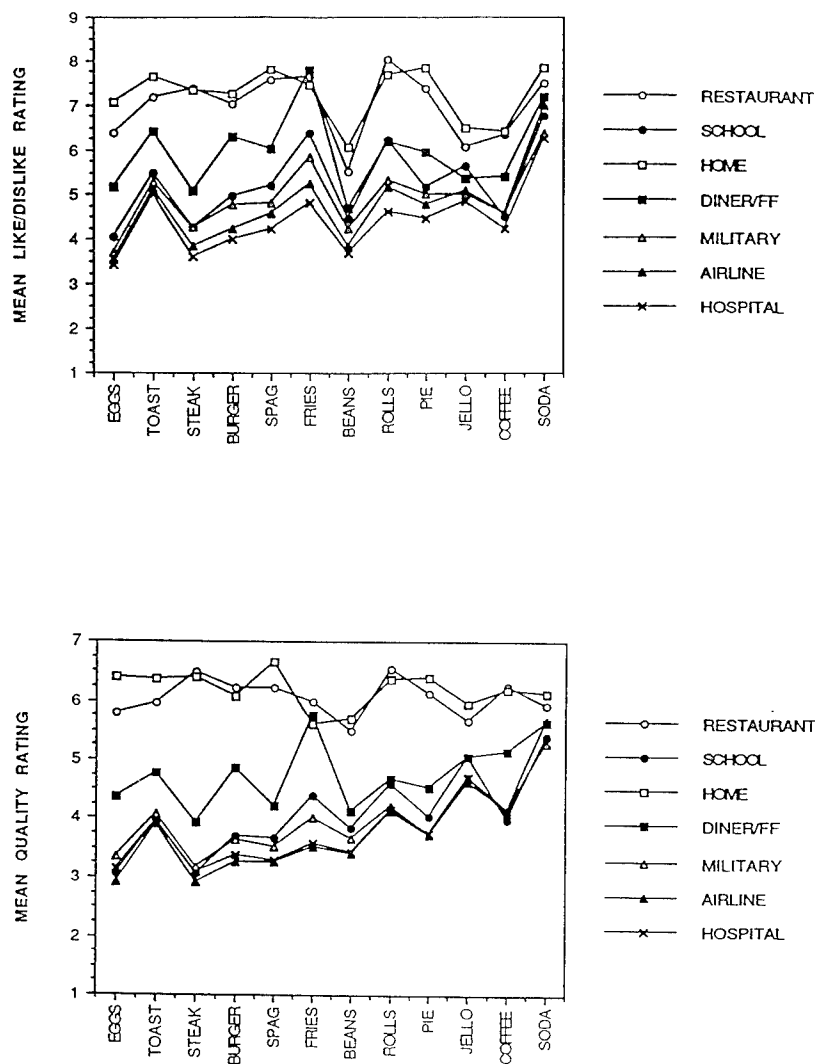 MEAN LIKE/DISLIKE RATING
9
8
7
6
5
4
3
2
1
EGGS
TOAST
STEAK
BURGER
SPAG
FRIES
BEANS
ROLLS
PIE
JELLO
COFFEE
SODA
RESTAURANT
SCHOOL
HOME
DINER/FF
MILITARY
AIRLINE
HOSPITAL
MEAN QUALITY RATING
7
6
5
4
3
2
1
EGGS
TOAST
STEAK
BURGER
SPAG
FRIES
BEANS
ROLLS
PIE
JELLO
COFFEE
SODA
RESTAURANT
SCHOOL
HOME
DINER/FF
MILITARY
AIRLINE
HOSPITAL